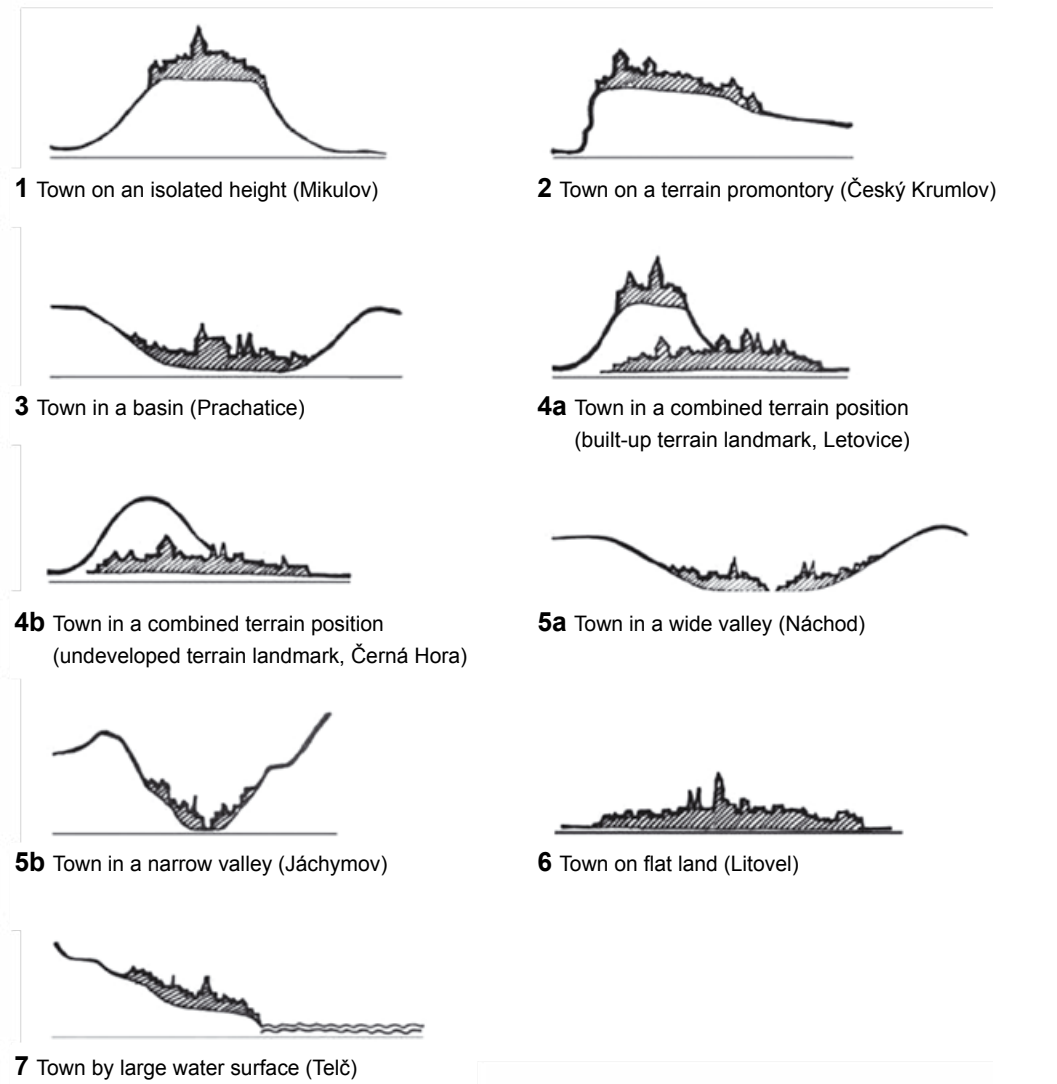 1 Town on an isolated height (Mikulov)
2 Town on a terrain promontory (Český Krumlov)
3 Town in a basin (Prachatice)
4a Town in a combined terrain position
(built-up terrain landmark, Letovice)
4b Town in a combined terrain position
(undeveloped terrain landmark, Černá Hora)
5a Town in a wide valley (Náchod)
5b Town in a narrow valley (Jáchymov)
6 Town on flat land (Litovel)
7 Town by large water surface (Telč)